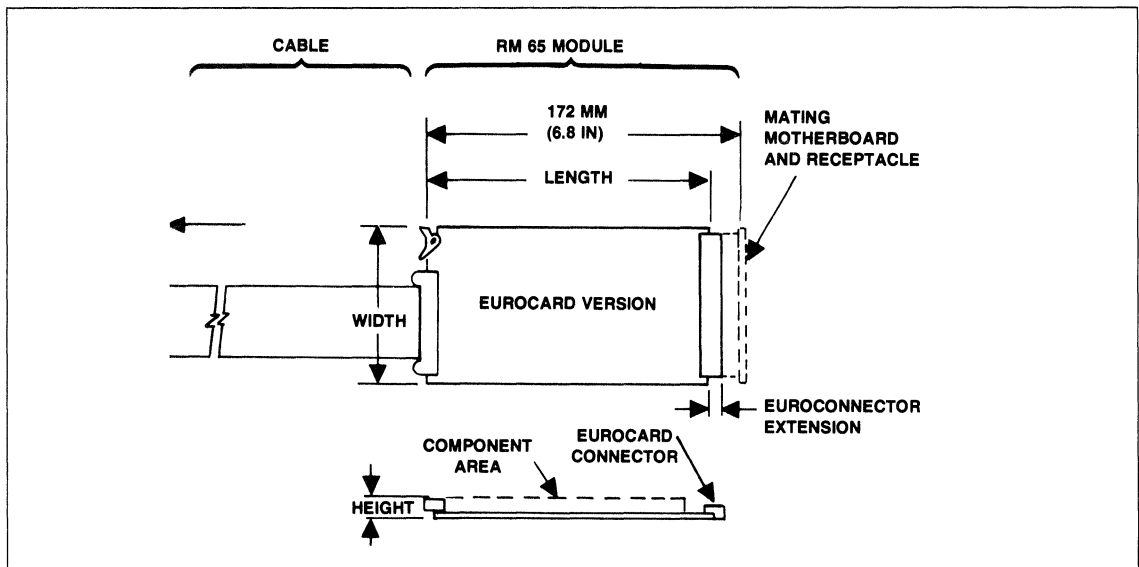 CABLE
RM 65 MODULE
172 MM
(6.8 IN)
MATING
MOTHERBOARD
AND RECEPTACLE
LENGTH
WIDTH
EUROCARD VERSION
EUROCONNECTOR
EXTENSION
EUROCARD
CONNECTOR
COMPONENT
AREA
HEIGHT